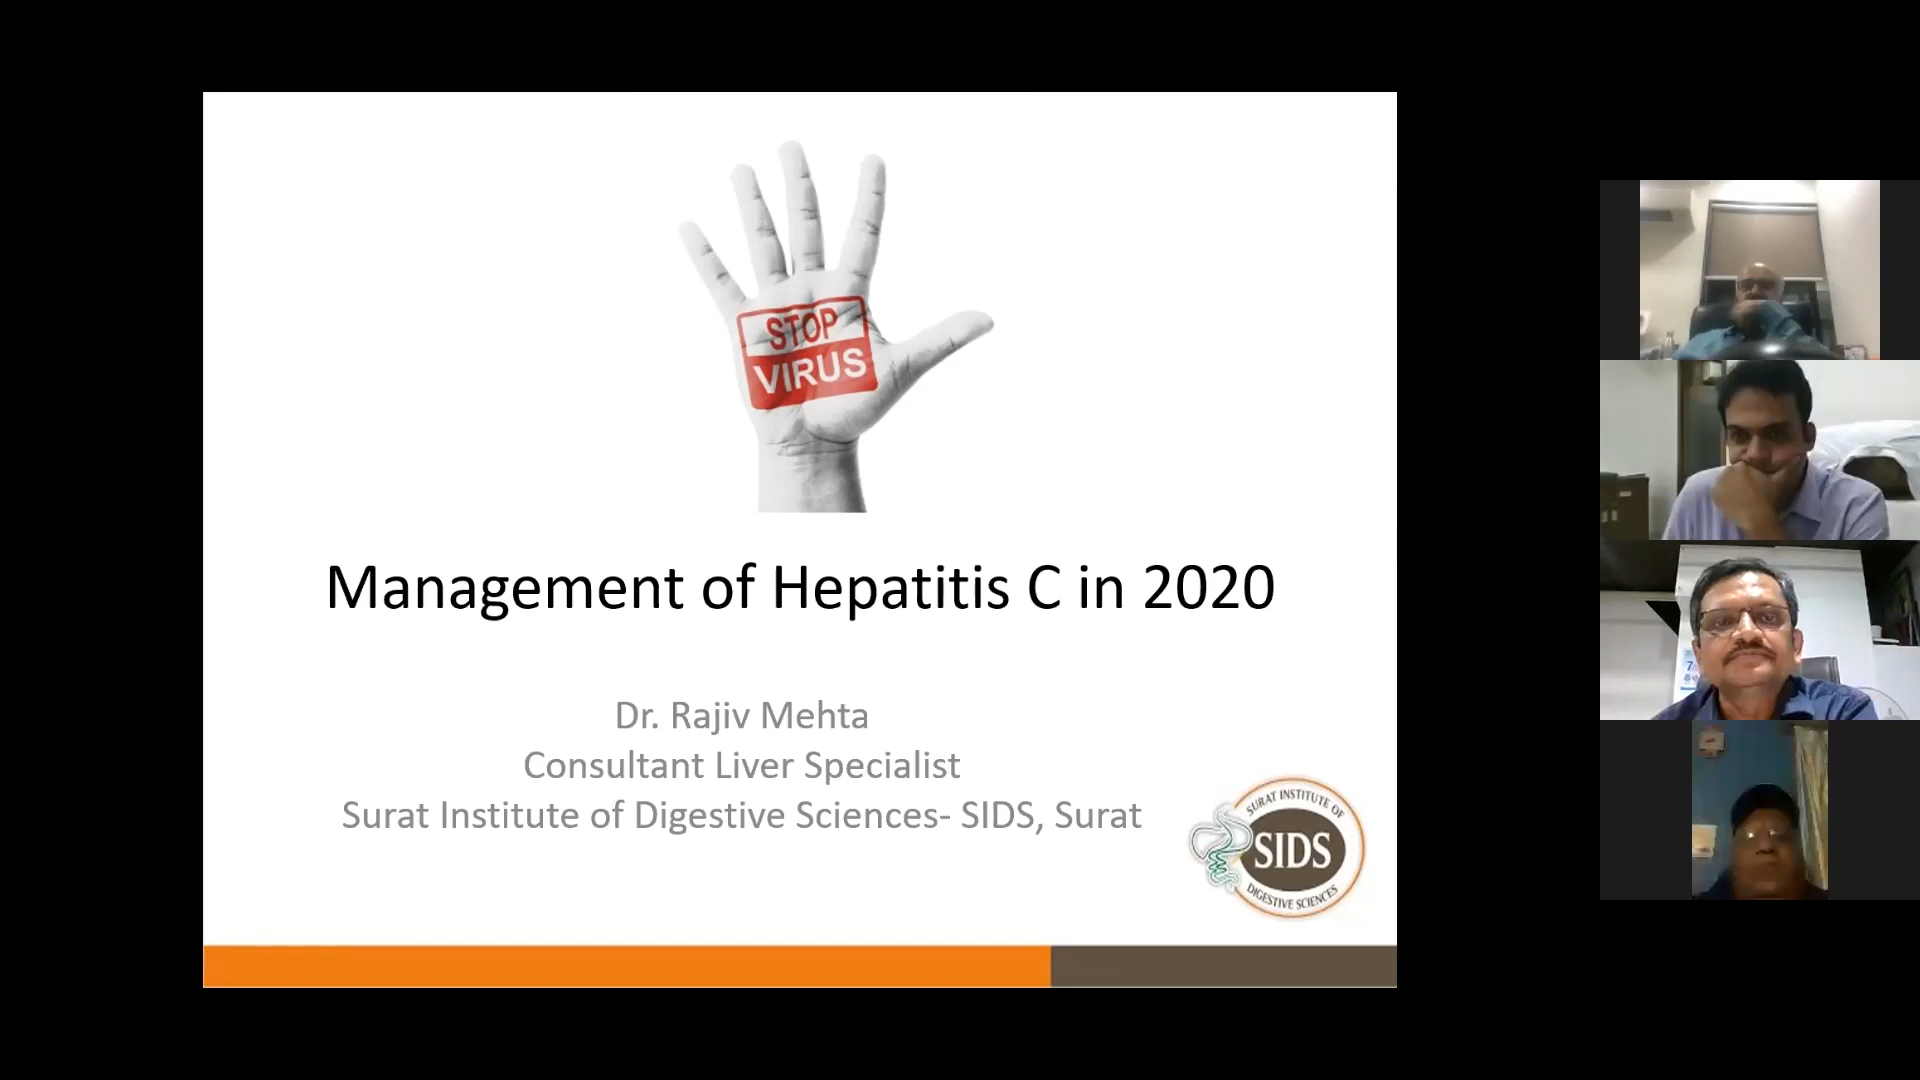 STOP
VIRUS
Management of Hepatitis C in 2020
Dr. Rajiv Mehta
Consultant Liver Specialist
Surat Institute of Digestive Sciences- SIDS, Surat
SURAT INSTITUTE OF
SIDS
DIGESTIVE SCIENCES
7